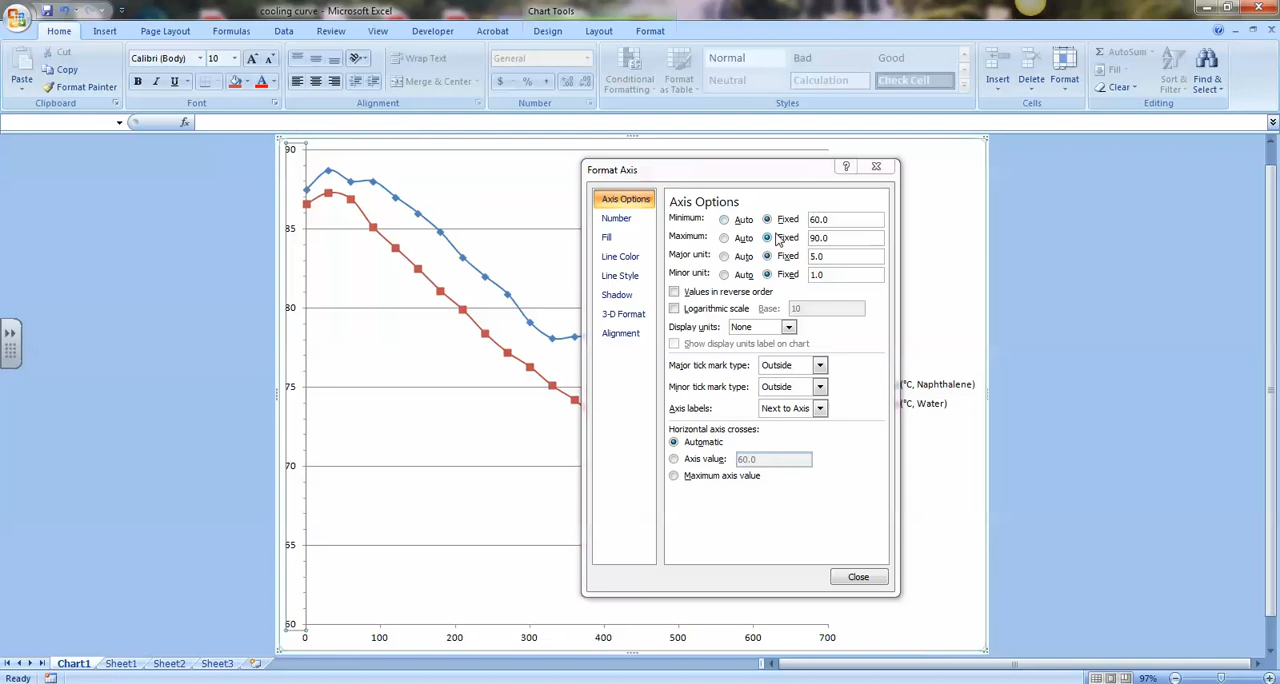 cooling curve - Microsoft Excel
Chart Tools
Home Insert Page Layout Formulas Data Review View Developer Acrobat Design Layout Format
Paste
Cut
Copy
Format Painter
Clipboard
Calibri (Body) 10
B I U
Font
Wrap Text
Merge & Center
Alignment
General
$ % ,
Number
Conditional Formatting
Format as Table
Normal Bad Good
Neutral Calculation Check Cell
Styles
Insert Delete Format
Cells
AutoSum
Fill
Clear
Sort & Filter
Find & Select
Editing
fx
90
85
80
75
70
65
60
0 100 200 300 400 500 600 700
(°C, Naphthalene)
(°C, Water)
Format Axis
Axis Options
Number
Fill
Line Color
Line Style
Shadow
3-D Format
Alignment
Axis Options
Minimum: Auto Fixed 60.0
Maximum: Auto Fixed 90.0
Major unit: Auto Fixed 5.0
Minor unit: Auto Fixed 1.0
Values in reverse order
Logarithmic scale Base: 10
Display units: None
Show display units label on chart
Major tick mark type: Outside
Minor tick mark type: Outside
Axis labels: Next to Axis
Horizontal axis crosses:
Automatic
Axis value: 60.0
Maximum axis value
Close
Chart1 Sheet1 Sheet2 Sheet3
Ready
97%